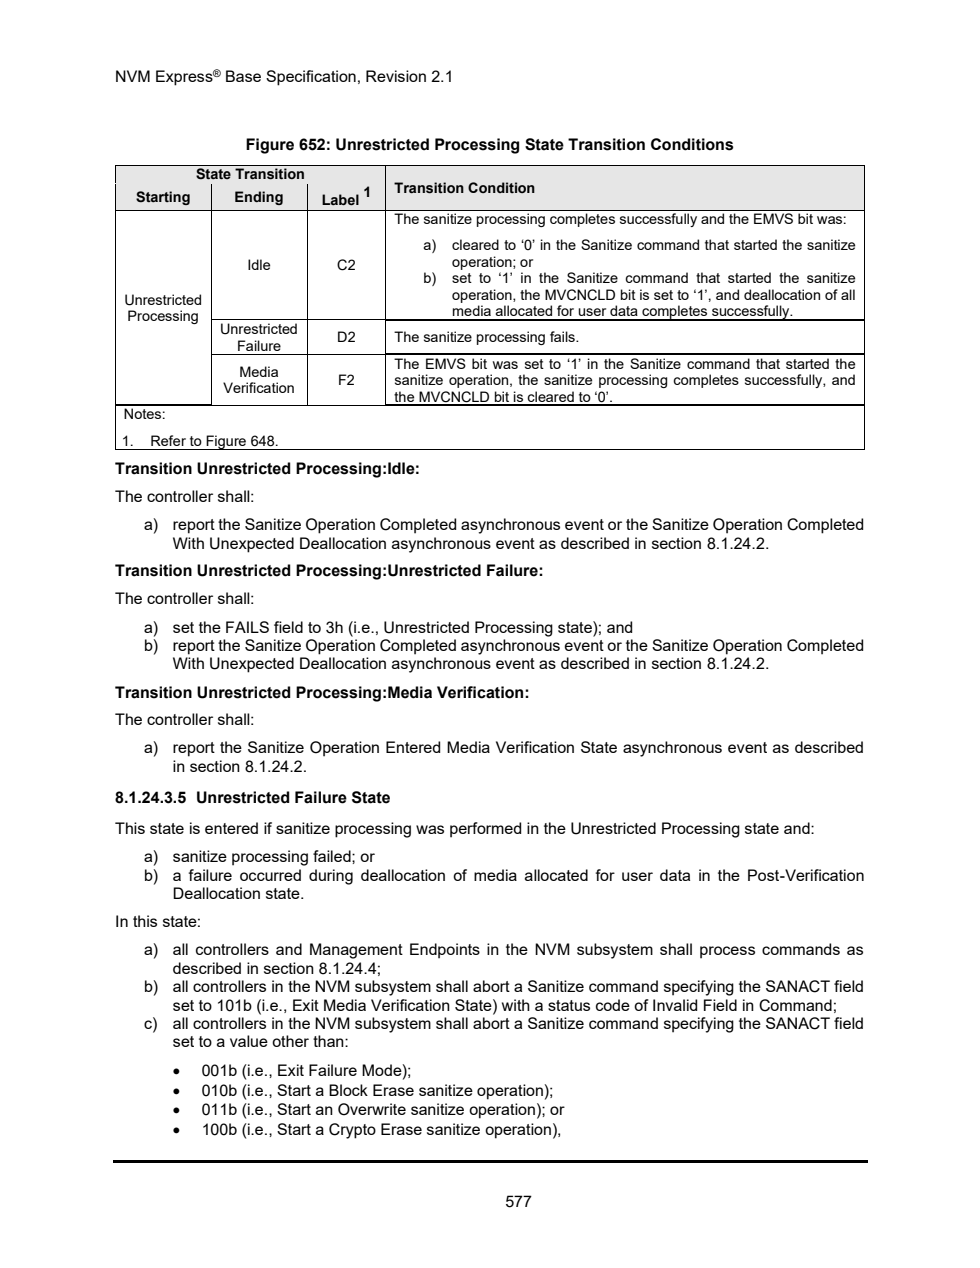 NVM Express® Base Specification, Revision 2.1
Figure 652: Unrestricted Processing State Transition Conditions
State Transition
Transition Condition
Starting
Ending
Label 1
Unrestricted
Processing
Idle
C2
The sanitize processing completes successfully and the EMVS bit was:
a) cleared to ‘0’ in the Sanitize command that started the sanitize
operation; or
b) set to ‘1’ in the Sanitize command that started the sanitize
operation, the MVCNCLD bit is set to ‘1’, and deallocation of all
media allocated for user data completes successfully.
Unrestricted
Failure
D2
The sanitize processing fails.
Media
Verification
F2
The EMVS bit was set to ‘1’ in the Sanitize command that started the
sanitize operation, the sanitize processing completes successfully, and
the MVCNCLD bit is cleared to ‘0’.
Notes:
1. Refer to Figure 648.
Transition Unrestricted Processing:Idle:
The controller shall:
a) report the Sanitize Operation Completed asynchronous event or the Sanitize Operation Completed
With Unexpected Deallocation asynchronous event as described in section 8.1.24.2.
Transition Unrestricted Processing:Unrestricted Failure:
The controller shall:
a) set the FAILS field to 3h (i.e., Unrestricted Processing state); and
b) report the Sanitize Operation Completed asynchronous event or the Sanitize Operation Completed
With Unexpected Deallocation asynchronous event as described in section 8.1.24.2.
Transition Unrestricted Processing:Media Verification:
The controller shall:
a) report the Sanitize Operation Entered Media Verification State asynchronous event as described
in section 8.1.24.2.
8.1.24.3.5 Unrestricted Failure State
This state is entered if sanitize processing was performed in the Unrestricted Processing state and:
a) sanitize processing failed; or
b) a failure occurred during deallocation of media allocated for user data in the Post-Verification
Deallocation state.
In this state:
a) all controllers and Management Endpoints in the NVM subsystem shall process commands as
described in section 8.1.24.4;
b) all controllers in the NVM subsystem shall abort a Sanitize command specifying the SANACT field
set to 101b (i.e., Exit Media Verification State) with a status code of Invalid Field in Command;
c) all controllers in the NVM subsystem shall abort a Sanitize command specifying the SANACT field
set to a value other than:
• 001b (i.e., Exit Failure Mode);
• 010b (i.e., Start a Block Erase sanitize operation);
• 011b (i.e., Start an Overwrite sanitize operation); or
• 100b (i.e., Start a Crypto Erase sanitize operation),
577